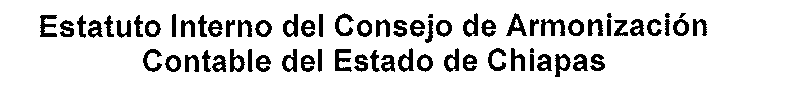 Estatuto Interno del Consejo de Armonización
Contable del Estado de Chiapas